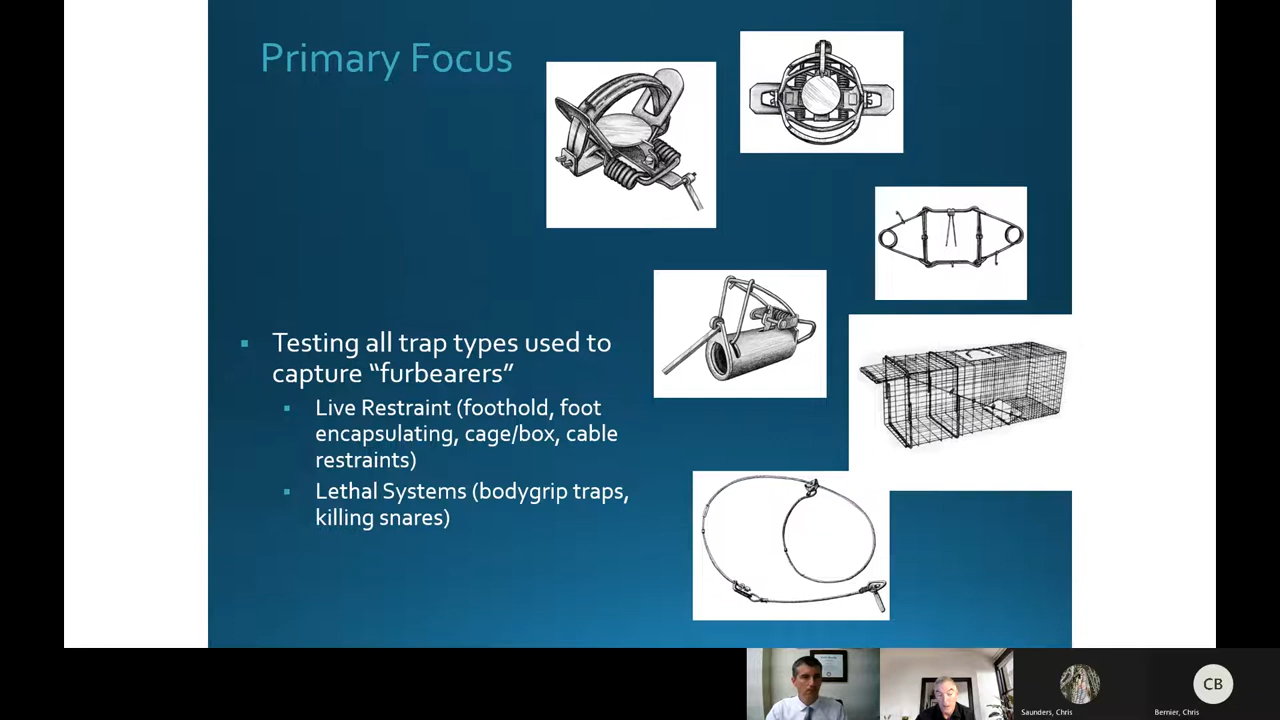 Primary Focus
▪ Testing all trap types used to
capture “furbearers”
▪ Live Restraint (foothold, foot
encapsulating, cage/box, cable
restraints)
▪ Lethal Systems (bodygrip traps,
killing snares)
CB
Saunders, Chris
Bernier, Chris